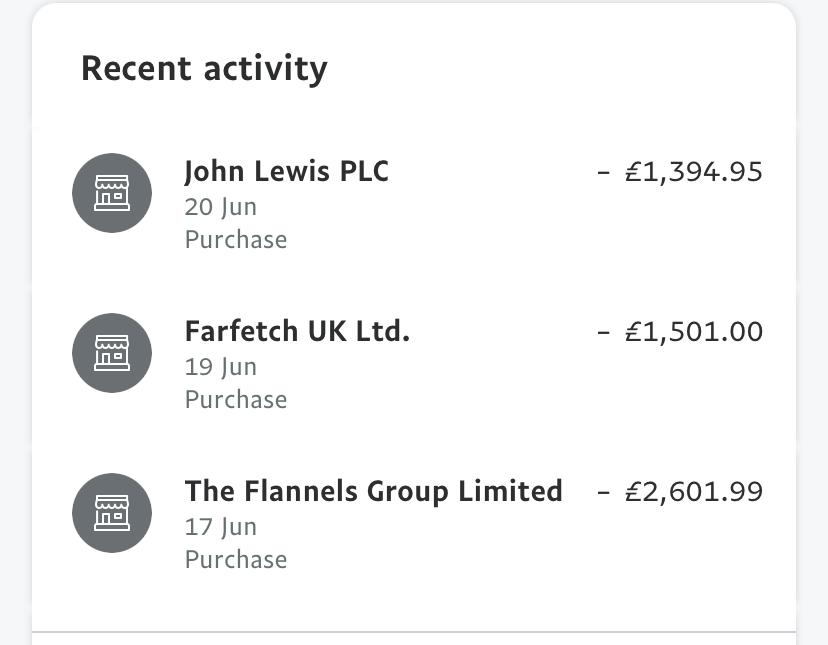 Recent activity
John Lewis PLC - £1,394.95
20 Jun
Purchase
Farfetch UK Ltd. - £1,501.00
19 Jun
Purchase
The Flannels Group Limited - £2,601.99
17 Jun
Purchase